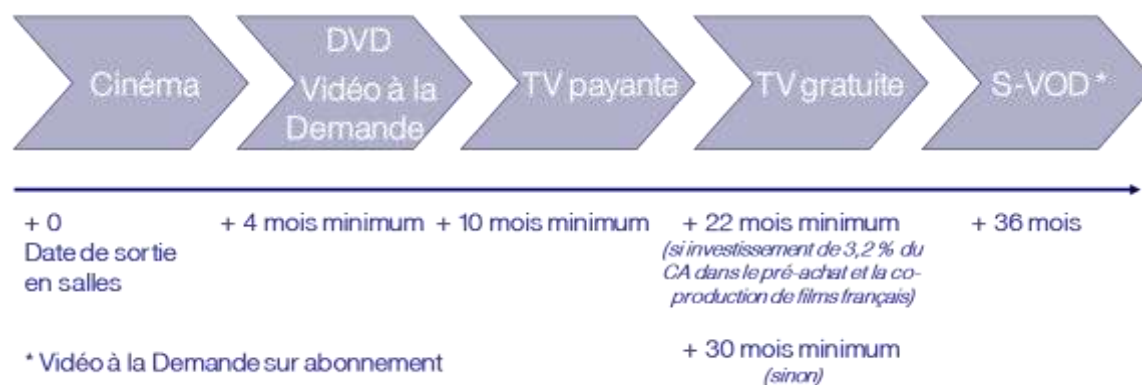 Cinéma
DVD
Vidéo à la
Demande
TV payante
TV gratuite
S-VOD *
+ 0
Date de sortie
en salles
+ 4 mois minimum
+ 10 mois minimum
+ 22 mois minimum
(si investissement de 3,2 % du
CA dans le pré-achat et la co-
production de films français)
+ 30 mois minimum
(sinon)
+ 36 mois
* Vidéo à la Demande sur abonnement